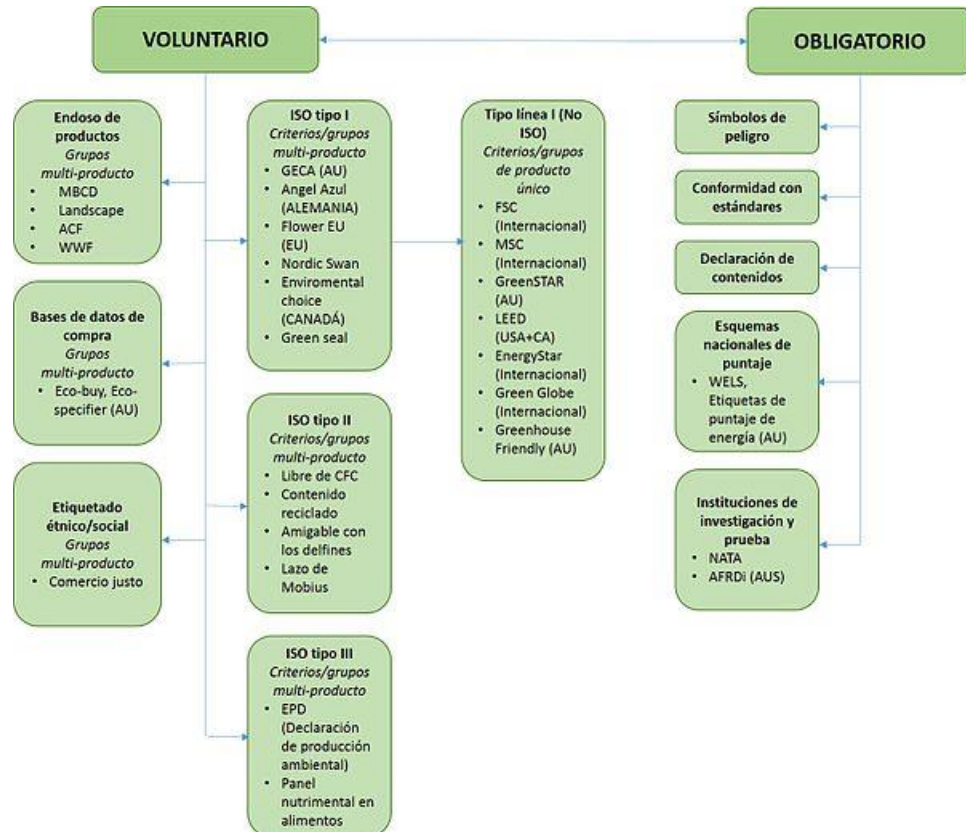 VOLUNTARIO
OBLIGATORIO
Endoso de
productos
Grupos
multi-producto
• MBCD
• Landscape
• ACF
• WWF
Bases de datos de
compra
Grupos
multi-producto
• Eco-buy, Eco-
specifier (AU)
Etiquetado
étnico/social
Grupos
multi-producto
• Comercio justo
ISO tipo I
Criterios/grupos
multi-producto
• GECA (AU)
• Angel Azul
(ALEMANIA)
• Flower EU
(EU)
• Nordic Swan
• Enviromental
choice
(CANADÁ)
• Green seal
ISO tipo II
Criterios/grupos
multi-producto
• Libre de CFC
• Contenido
reciclado
• Amigable con
los delfines
• Lazo de
Mobius
ISO tipo III
Criterios/grupos
multi-producto
• EPD
(Declaración
de producción
ambiental)
• Panel
nutrimental en
alimentos
Tipo línea I (No
ISO)
Criterios/grupos
de producto
único
• FSC
(Internacional)
• MSC
(Internacional)
• GreenSTAR
(AU)
• LEED
(USA+CA)
• EnergyStar
(Internacional)
• Green Globe
(Internacional)
• Greenhouse
Friendly (AU)
Símbolos de
peligro
Conformidad con
estándares
Declaración de
contenidos
Esquemas
nacionales de
puntaje
• WELS,
Etiquetas de
puntaje de
energía (AU)
Instituciones de
investigación y
prueba
• NATA
• AFRDi (AUS)